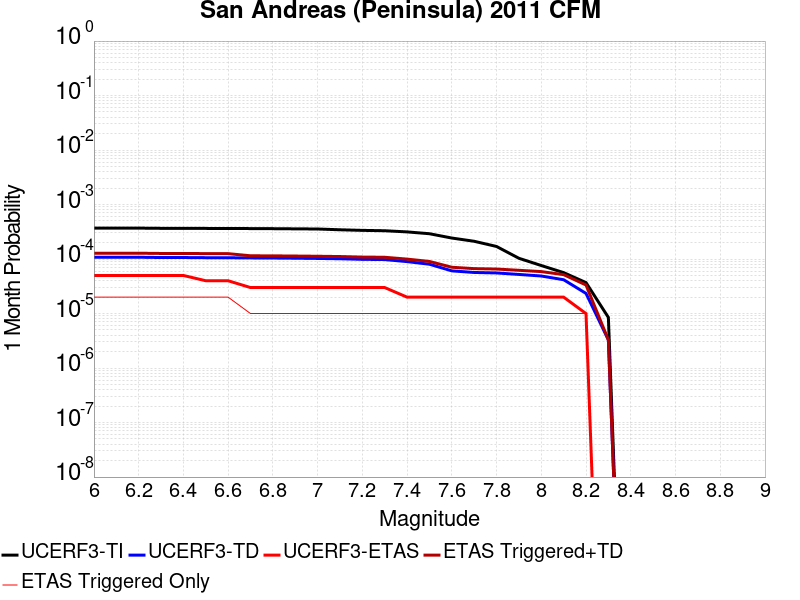 San Andreas (Peninsula) 2011 CFM
1 Month Probability
10^0
10^-1
10^-2
10^-3
10^-4
10^-5
10^-6
10^-7
10^-8
6 6.2 6.4 6.6 6.8 7 7.2 7.4 7.6 7.8 8 8.2 8.4 8.6 8.8 9
Magnitude
UCERF3-TI UCERF3-TD UCERF3-ETAS ETAS Triggered+TD
ETAS Triggered Only